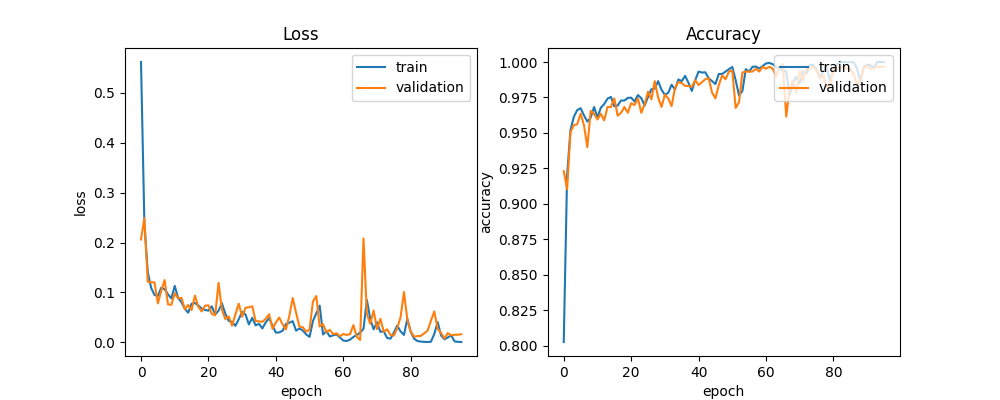 Loss
train
validation
0.5
0.4
0.3
0.2
0.1
0.0
loss
0 20 40 60 80
epoch
Accuracy
train
validation
1.000
0.975
0.950
0.925
0.900
0.875
0.850
0.825
0.800
accuracy
0 20 40 60 80
epoch